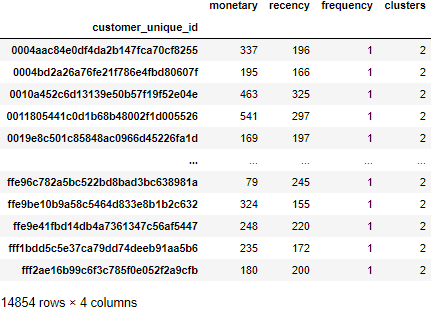 monetary recency frequency clusters
customer_unique_id
0004aac84e0df4da2b147fca70cf8255 337 196 1 2
0004bd2a26a76fe21f786e4fbd80607f 195 166 1 2
0010a452c6d13139e50b57f19f52e04e 463 325 1 2
0011805441c0d1b68b48002f1d005526 541 297 1 2
0019e8c501c85848ac0966d45226fa1d 169 197 1 2
... ... ... ... ...
ffe96c782a5bc522bd8bad3bc638981a 79 245 1 2
ffe9be10b9a58c5464d833e8b1b2c632 324 155 1 2
ffe9e41fbd14db4a7361347c56af5447 248 220 1 2
fff1bdd5c5e37ca79dd74deeb91aa5b6 235 172 1 2
fff2ae16b99c6f3c785f0e052f2a9cfb 180 200 1 2
14854 rows × 4 columns